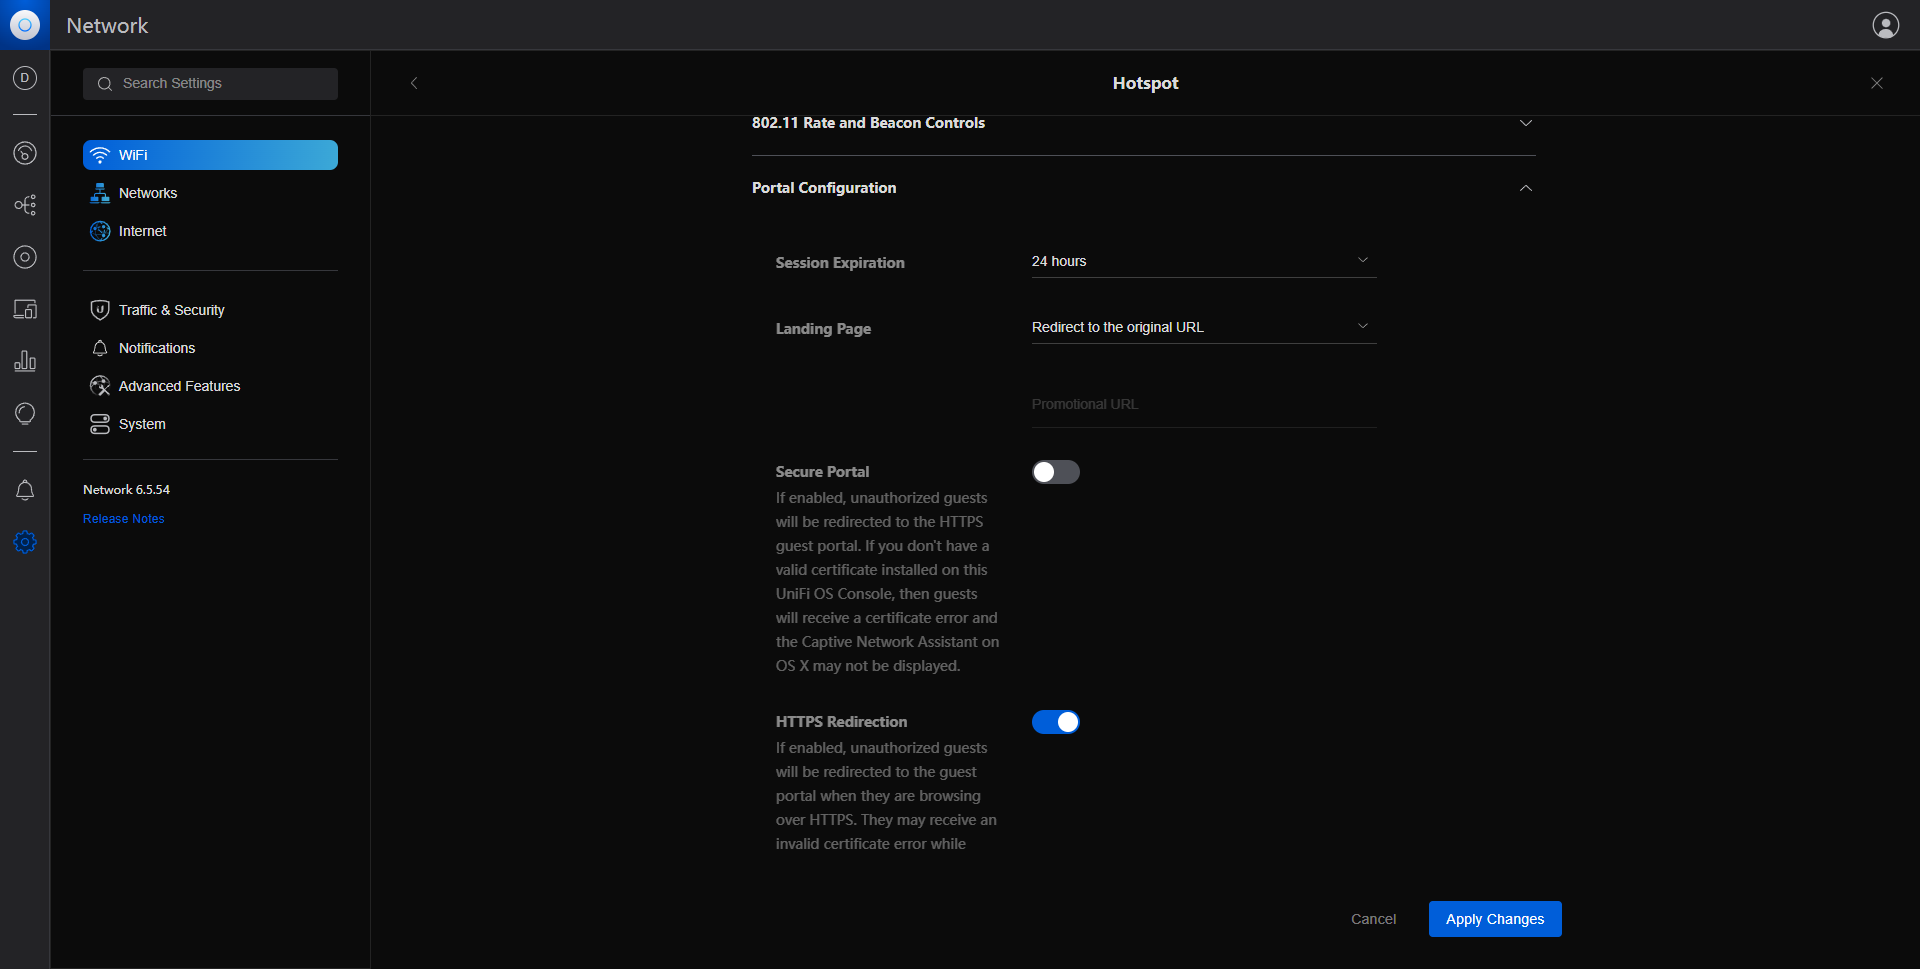 Network
D
Search Settings
Hotspot
802.11 Rate and Beacon Controls
WiFi
Portal Configuration
Networks
Internet
Session Expiration
24 hours
Traffic & Security
Landing Page
Redirect to the original URL
Notifications
Advanced Features
Promotional URL
System
Secure Portal
Network 6.5.54
If enabled, unauthorized guests
Release Notes
will be redirected to the HTTPS
guest portal. If you don't have a
valid certificate installed on this
UniFi OS Console, then guests
will receive a certificate error and
the Captive Network Assistant on
OS X may not be displayed.
HTTPS Redirection
If enabled, unauthorized guests
will be redirected to the guest
portal when they are browsing
over HTTPS. They may receive an
invalid certificate error while
Cancel
Apply Changes